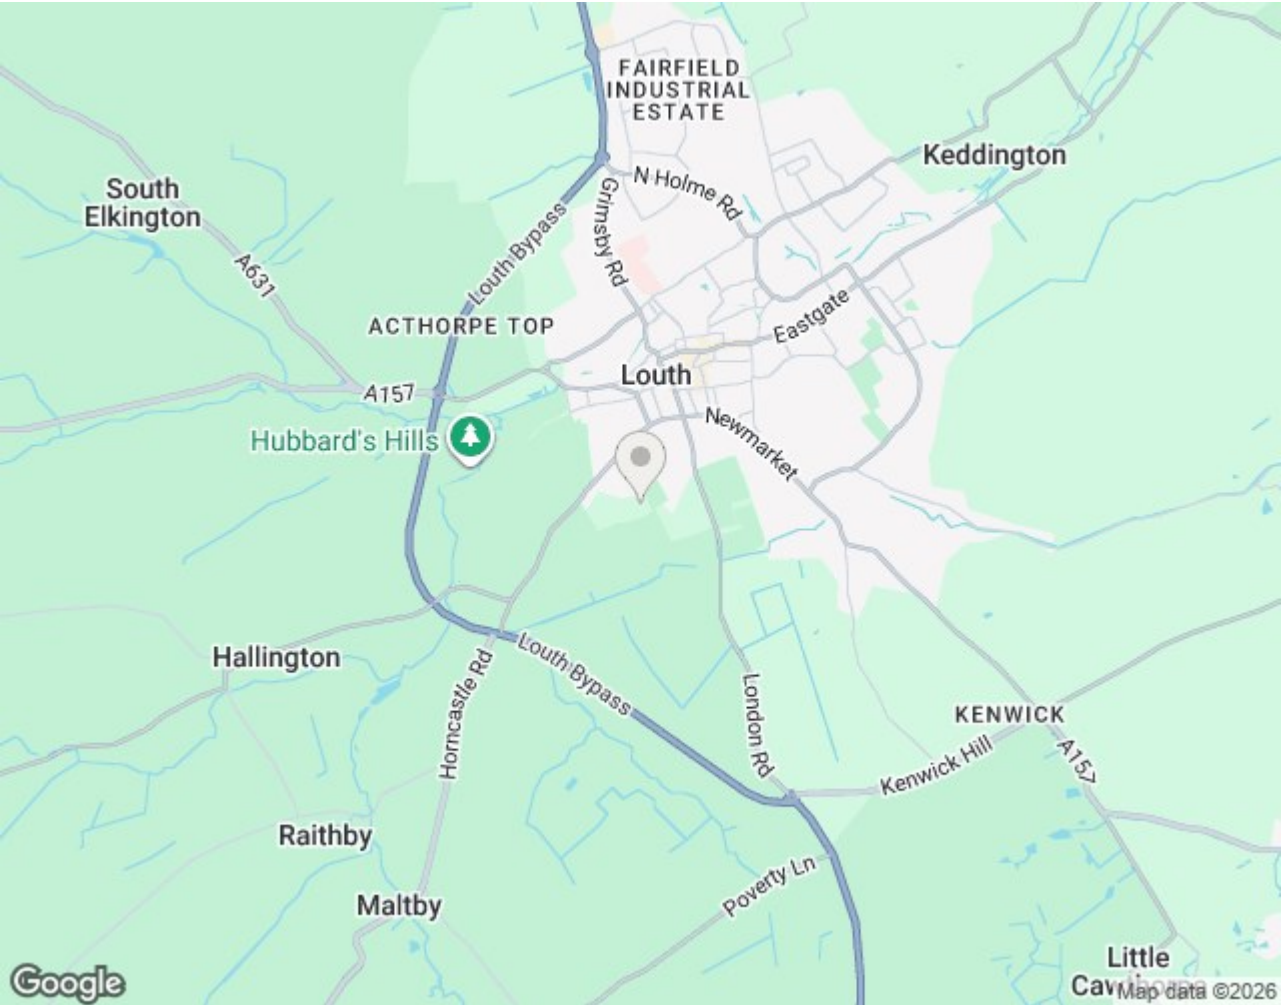 FAIRFIELD
INDUSTRIAL
ESTATE
Keddington
South
Elkington
N Holme Rd
Grimsby Rd
Louth Bypass
A631
ACTHORPE TOP
Eastgate
Louth
A157
Newmarket
Hubbard's Hills
Hallington
Louth Bypass
Horncastle Rd
London Rd
KENWICK
A157
Kenwick Hill
Raithby
Poverty Ln
Maltby
Little
Google
Map data ©2026